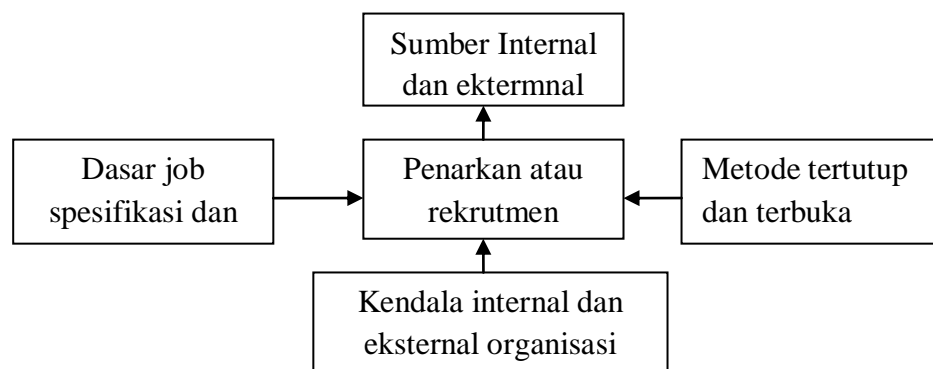 Sumber Internal
dan ektermnal
Dasar job
spesifikasi dan
Penarkan atau
rekrutmen
Metode tertutup
dan terbuka
Kendala internal dan
eksternal organisasi